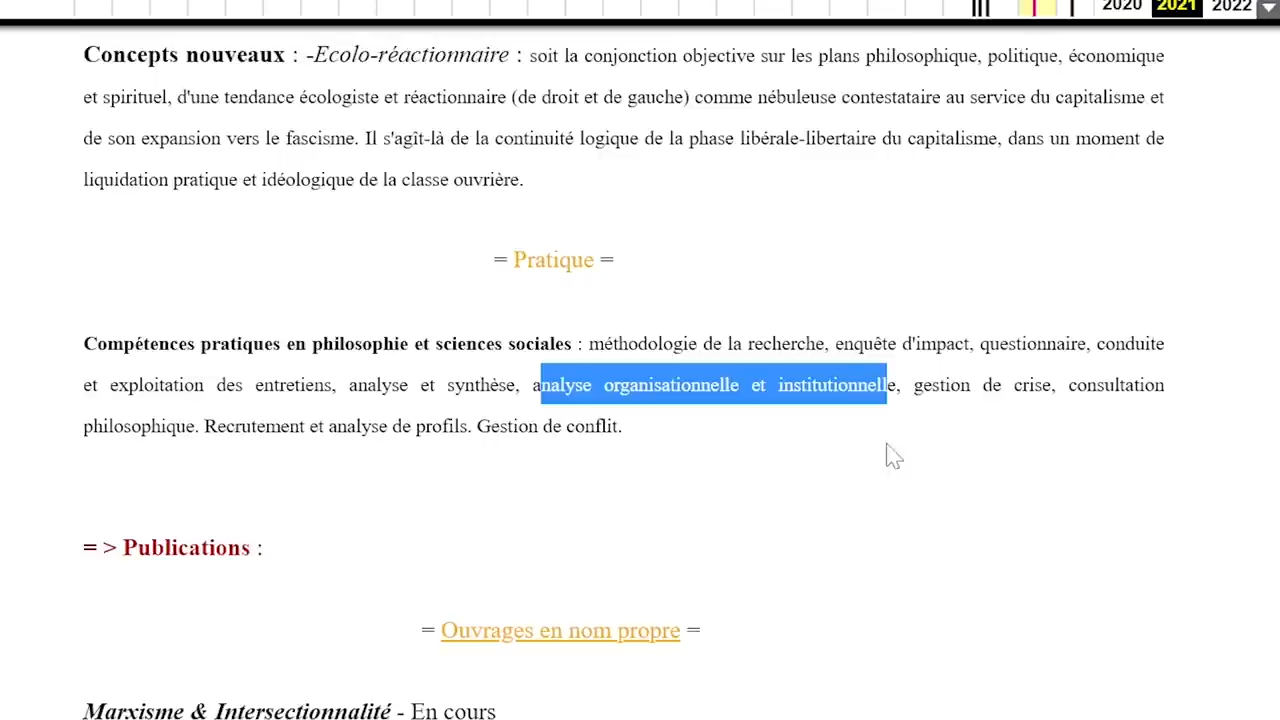 2020 2021 2022
Concepts nouveaux : -Ecolo-réactionnaire : soit la conjonction objective sur les plans philosophique, politique, économique
et spirituel, d'une tendance écologiste et réactionnaire (de droit et de gauche) comme nébuleuse contestataire au service du capitalisme et
de son expansion vers le fascisme. Il s'agît-là de la continuité logique de la phase libérale-libertaire du capitalisme, dans un moment de
liquidation pratique et idéologique de la classe ouvrière.
= Pratique =
Compétences pratiques en philosophie et sciences sociales : méthodologie de la recherche, enquête d'impact, questionnaire, conduite
et exploitation des entretiens, analyse et synthèse, analyse organisationnelle et institutionnelle, gestion de crise, consultation
philosophique. Recrutement et analyse de profils. Gestion de conflit.
= > Publications :
= Ouvrages en nom propre =
Marxisme & Intersectionnalité - En cours